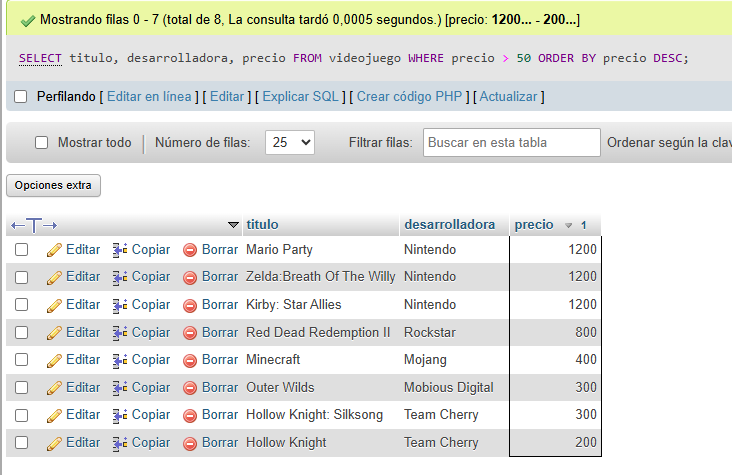 Mostrando filas 0 - 7 (total de 8, La consulta tardó 0,0005 segundos.) [precio: 1200... - 200...]
SELECT titulo, desarrolladora, precio FROM videojuego WHERE precio > 50 ORDER BY precio DESC;
Perfilando [ Editar en línea ] [ Editar ] [ Explicar SQL ] [ Crear código PHP ] [ Actualizar ]
Mostrar todo Número de filas: 25 Filtrar filas: Buscar en esta tabla Ordenar según la clav
Opciones extra
titulo desarrolladora precio 1
Editar Copiar Borrar Mario Party Nintendo 1200
Editar Copiar Borrar Zelda:Breath Of The Willy Nintendo 1200
Editar Copiar Borrar Kirby: Star Allies Nintendo 1200
Editar Copiar Borrar Red Dead Redemption II Rockstar 800
Editar Copiar Borrar Minecraft Mojang 400
Editar Copiar Borrar Outer Wilds Mobious Digital 300
Editar Copiar Borrar Hollow Knight: Silksong Team Cherry 300
Editar Copiar Borrar Hollow Knight Team Cherry 200